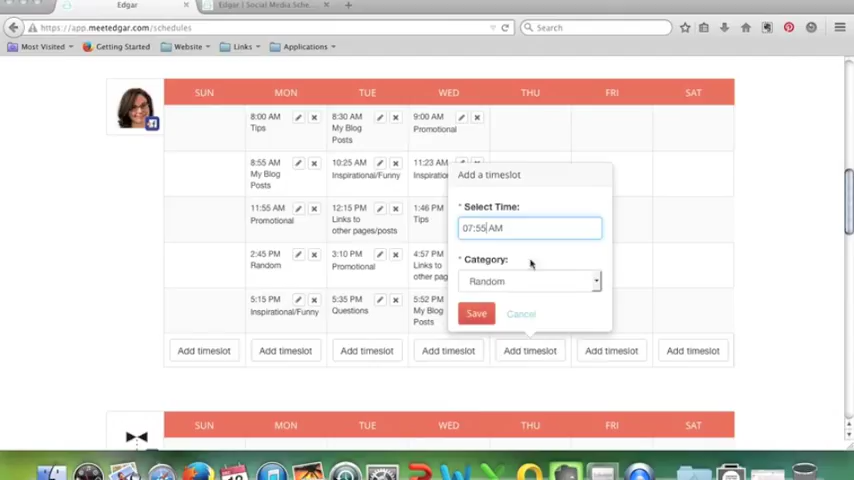 Edgar
Edgar | Social Media Sche...
https://app.meetedgar.com/schedules
Search
Most Visited
Getting Started
Website
Links
Applications
SUN MON TUE WED THU FRI SAT
8:00 AM
Tips
8:30 AM
My Blog
Posts
9:00 AM
Promotional
8:55 AM
My Blog
Posts
10:25 AM
Inspirational/Funny
11:23 AM
Inspiratio
11:55 AM
Promotional
12:15 PM
Links to
other pages/posts
1:46 PM
Tips
2:45 PM
Random
3:10 PM
Promotional
4:57 PM
Links to
other pag
5:15 PM
Inspirational/Funny
5:35 PM
Questions
5:52 PM
My Blog
Posts
Add a timeslot
* Select Time:
07:55 AM
* Category:
Random
Save Cancel
Add timeslot Add timeslot Add timeslot Add timeslot Add timeslot Add timeslot Add timeslot
SUN MON TUE WED THU FRI SAT